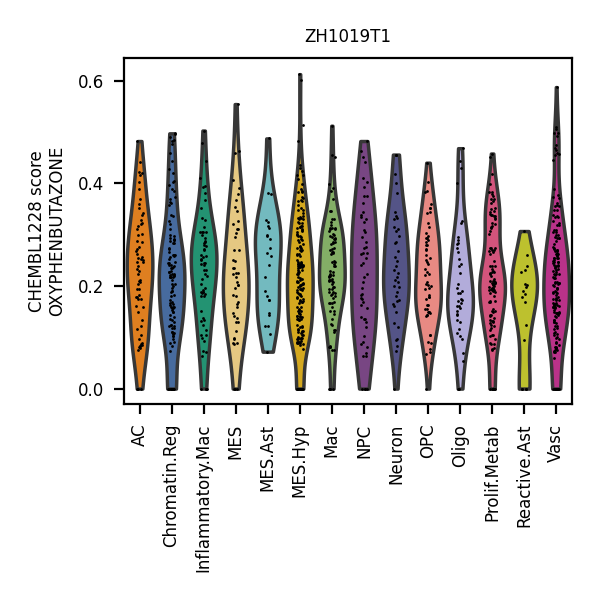 ZH1019T1
CHEMBL1228 score
OXYPHENBUTAZONE
0.6
0.4
0.2
0.0
AC
Chromatin.Reg
Inflammatory.Mac
MES
MES.Ast
MES.Hyp
Mac
NPC
Neuron
OPC
Oligo
Prolif.Metab
Reactive.Ast
Vasc